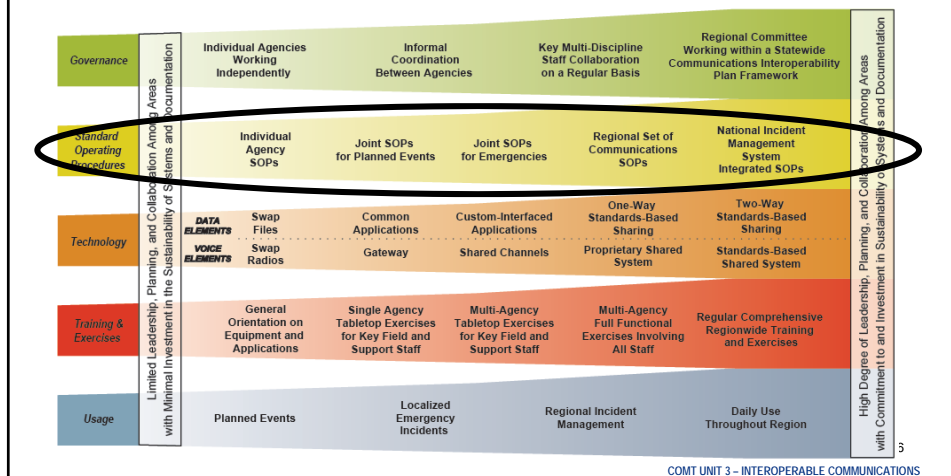 Governance
Individual Agencies
Working
Independently
Informal
Coordination
Between Agencies
Key Multi-Discipline
Staff Collaboration
on a Regular Basis
Regional Committee
Working within a Statewide
Communications Interoperability
Plan Framework
Limited Leadership, Planning, and Collaboration Among Areas
with Minimal Investment in the Sustainability of Systems and Documentation
High Degree of Leadership, Planning, and Collaboration Among Areas
with Commitment to and Investment in Sustainability of Systems and Documentation
Standard
Operating
Procedures
Individual
Agency
SOPs
Joint SOPs
for Planned Events
Joint SOPs
for Emergencies
Regional Set of
Communications
SOPs
National Incident
Management
System
Integrated SOPs
Technology
DATA
ELEMENTS
Swap
Files
Common
Applications
Custom-Interfaced
Applications
One-Way
Standards-Based
Sharing
Two-Way
Standards-Based
Sharing
VOICE
ELEMENTS
Swap
Radios
Gateway
Shared Channels
Proprietary Shared
System
Standards-Based
Shared System
Training &
Exercises
General
Orientation on
Equipment and
Applications
Single Agency
Tabletop Exercises
for Key Field and
Support Staff
Multi-Agency
Tabletop Exercises
for Key Field and
Support Staff
Multi-Agency
Full Functional
Exercises Involving
All Staff
Regular Comprehensive
Regionwide Training
and Exercises
Usage
Planned Events
Localized
Emergency
Incidents
Regional Incident
Management
Daily Use
Throughout Region
COMT UNIT 3 – INTEROPERABLE COMMUNICATIONS